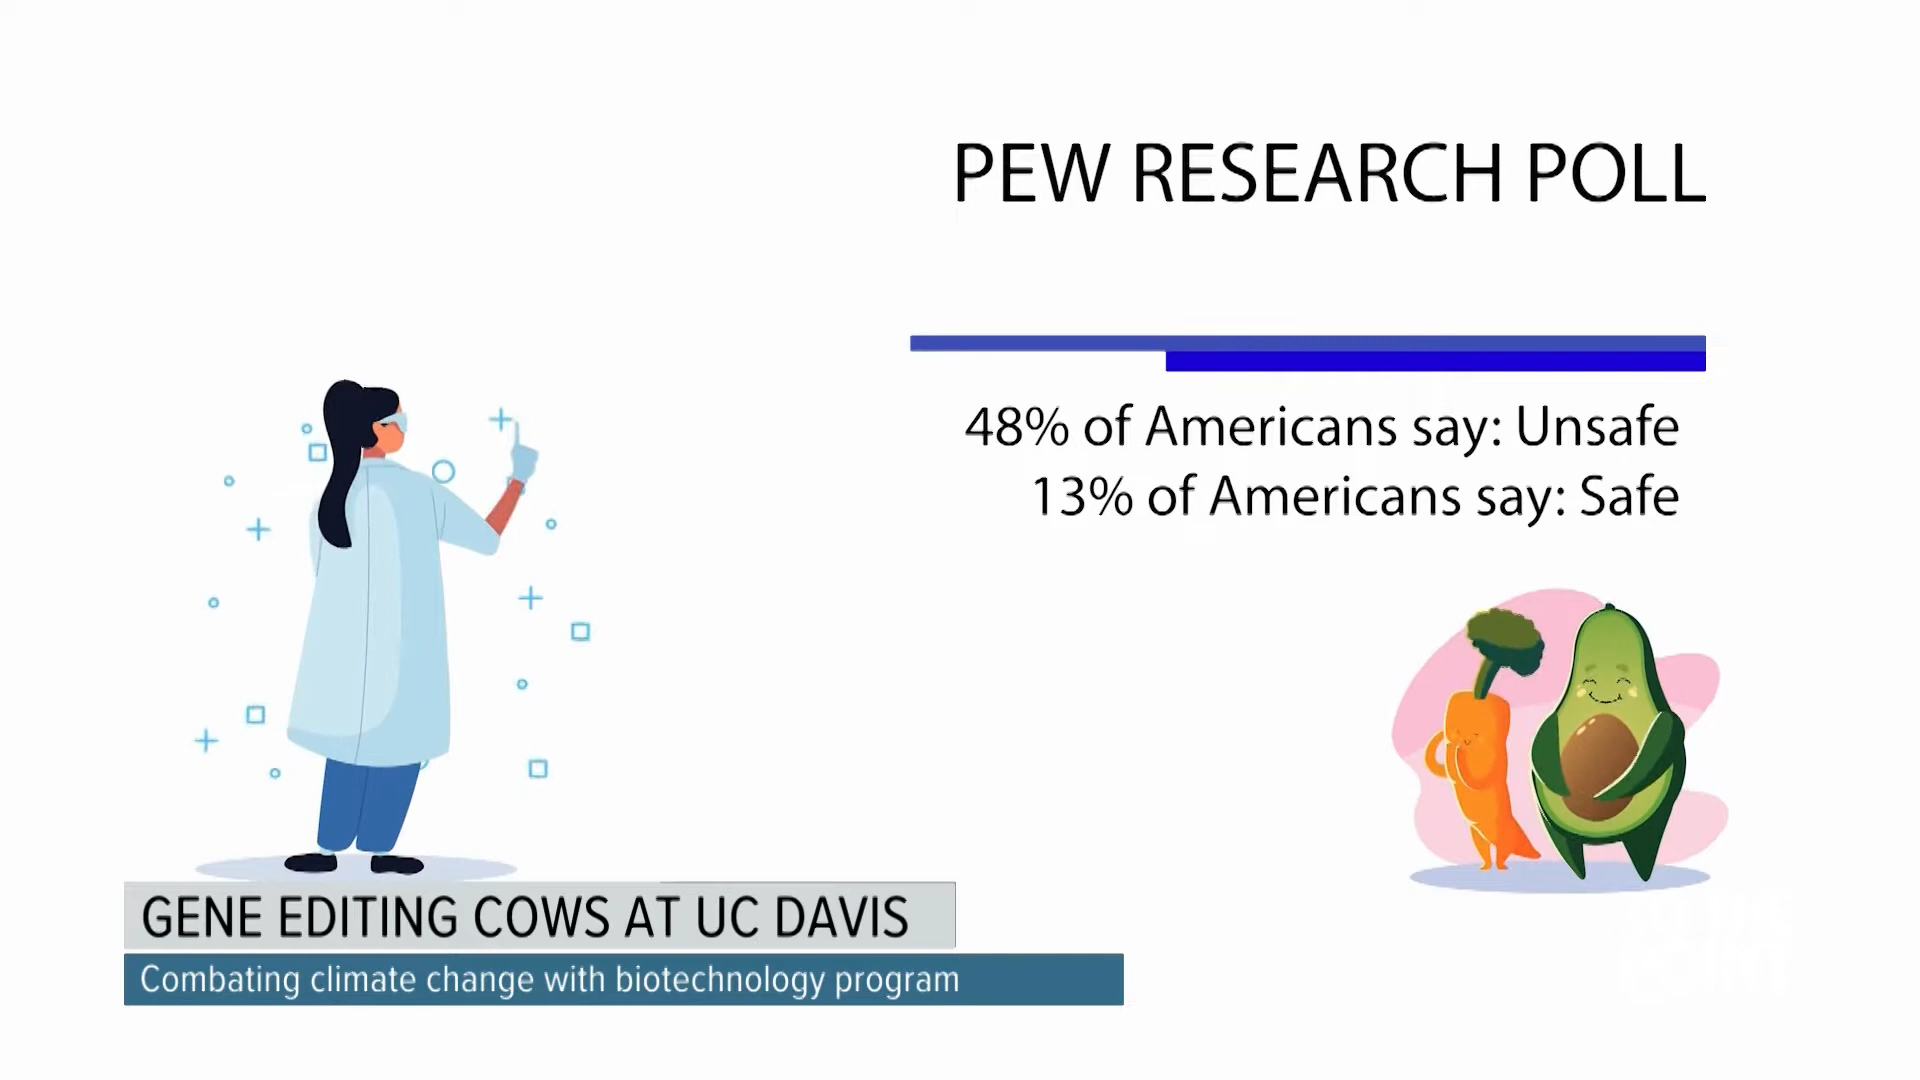 PEW RESEARCH POLL
48% of Americans say: Unsafe
13% of Americans say: Safe
GENE EDITING COWS AT UC DAVIS
Combating climate change with biotechnology program